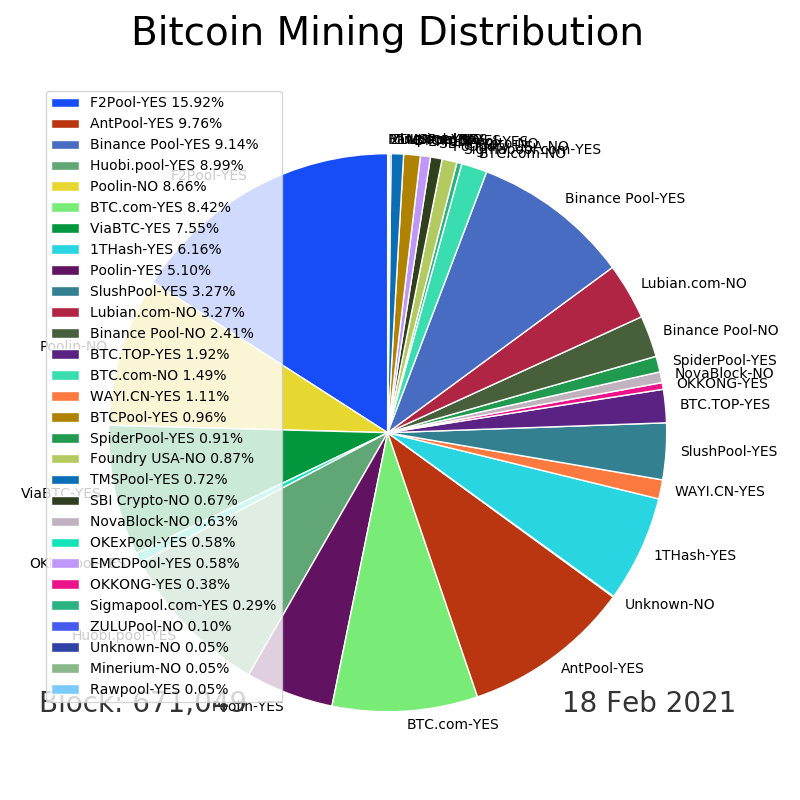 Bitcoin Mining Distribution
F2Pool-YES 15.92%
AntPool-YES 9.76%
Binance Pool-YES 9.14%
Huobi.pool-YES 8.99%
Poolin-NO 8.66%
BTC.com-YES 8.42%
ViaBTC-YES 7.55%
1THash-YES 6.16%
Poolin-YES 5.10%
SlushPool-YES 3.27%
Lubian.com-NO 3.27%
Binance Pool-NO 2.41%
BTC.TOP-YES 1.92%
BTC.com-NO 1.49%
WAYI.CN-YES 1.11%
BTCPool-YES 0.96%
SpiderPool-YES 0.91%
Foundry USA-NO 0.87%
TMSPool-YES 0.72%
SBI Crypto-NO 0.67%
NovaBlock-NO 0.63%
OKExPool-YES 0.58%
EMCDPool-YES 0.58%
OKKONG-YES 0.38%
Sigmapool.com-YES 0.29%
ZULUPool-NO 0.10%
Unknown-NO 0.05%
Minerium-NO 0.05%
Rawpool-YES 0.05%
F2Pool-YES
Poolin-NO
ViaBTC-YES
Huobi.pool-YES
Poolin-YES
BTC.com-YES
AntPool-YES
Unknown-NO
1THash-YES
WAYI.CN-YES
SlushPool-YES
BTC.TOP-YES
OKKONG-YES
NovaBlock-NO
SpiderPool-YES
Binance Pool-NO
Lubian.com-NO
Binance Pool-YES
BTC.com-NO
Sigmapool.com-YES
Block: 671,049
18 Feb 2021